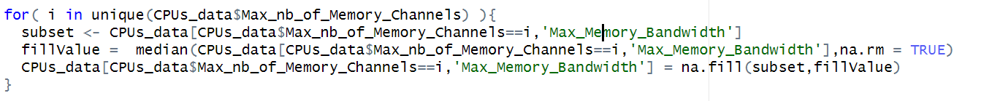 for( i in unique(CPUs_data$Max_nb_of_Memory_Channels) ){
  subset <- CPUs_data[CPUs_data$Max_nb_of_Memory_Channels==i,'Max_Memory_Bandwidth']
  fillValue =  median(CPUs_data[CPUs_data$Max_nb_of_Memory_Channels==i,'Max_Memory_Bandwidth'],na.rm = TRUE)
  CPUs_data[CPUs_data$Max_nb_of_Memory_Channels==i,'Max_Memory_Bandwidth'] = na.fill(subset,fillValue)
}